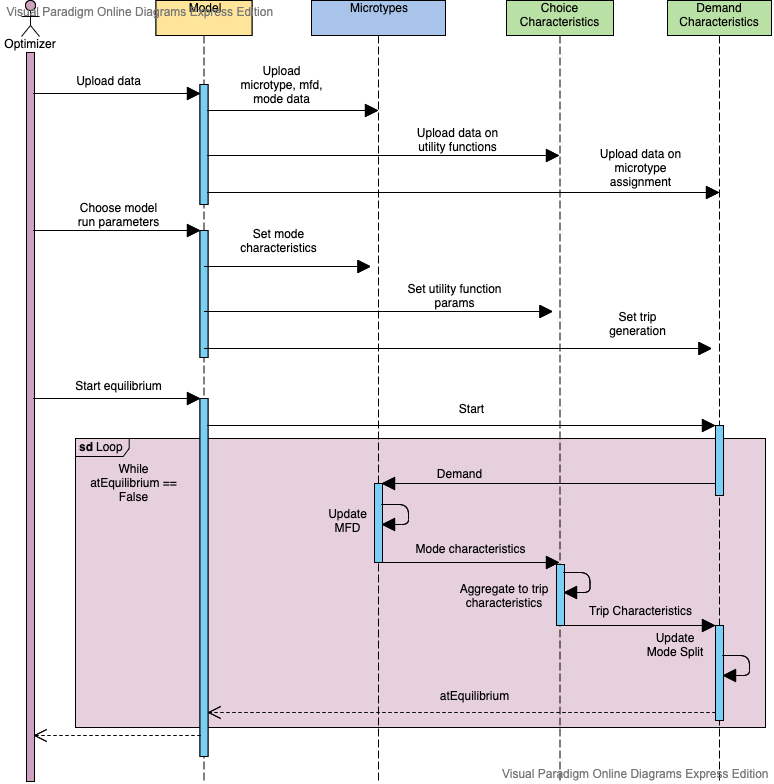 Visual Paradigm Online Diagrams Express Edition
Optimizer
Model
Microtypes
Choice
Characteristics
Demand
Characteristics
Upload data
Upload
microtype, mfd,
mode data
Upload data on
utility functions
Upload data on
microtype
assignment
Choose model
run parameters
Set mode
characteristics
Set utility function
params
Set trip
generation
Start equilibrium
Start
sd Loop
While
atEquilibrium ==
False
Demand
Update
MFD
Mode characteristics
Aggregate to trip
characteristics
Trip Characteristics
Update
Mode Split
atEquilibrium
Visual Paradigm Online Diagrams Express Edition